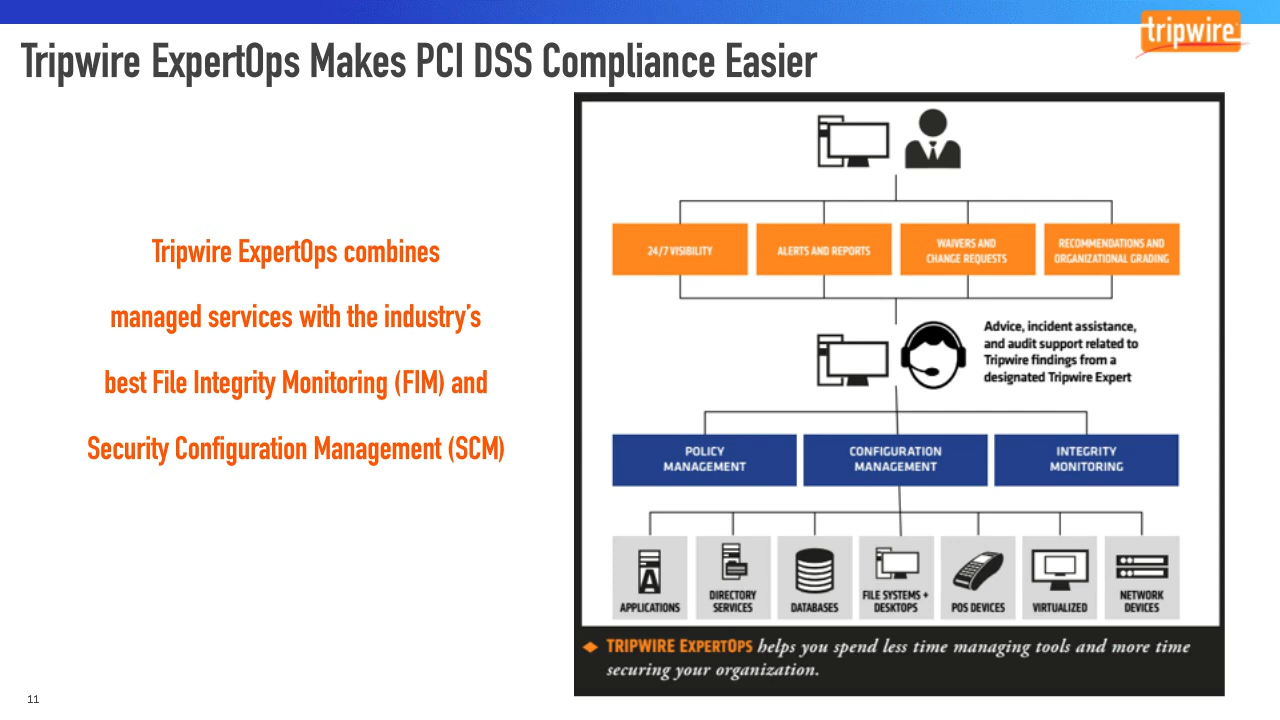 tripwire
Tripwire ExpertOps Makes PCI DSS Compliance Easier
Tripwire ExpertOps combines
managed services with the industry’s
best File Integrity Monitoring (FIM) and
Security Configuration Management (SCM)
24/7 VISIBILITY
ALERTS AND REPORTS
WAIVERS AND
CHANGE REQUESTS
RECOMMENDATIONS AND
ORGANIZATIONAL GRADING
Advice, incident assistance,
and audit support related to
Tripwire findings from a
designated Tripwire Expert
POLICY
MANAGEMENT
CONFIGURATION
MANAGEMENT
INTEGRITY
MONITORING
A
APPLICATIONS
DIRECTORY
SERVICES
DATABASES
FILE SYSTEMS +
DESKTOPS
POS DEVICES
VIRTUALIZED
NETWORK
DEVICES
TRIPWIRE EXPERTOPS helps you spend less time managing tools and more time
securing your organization.
11